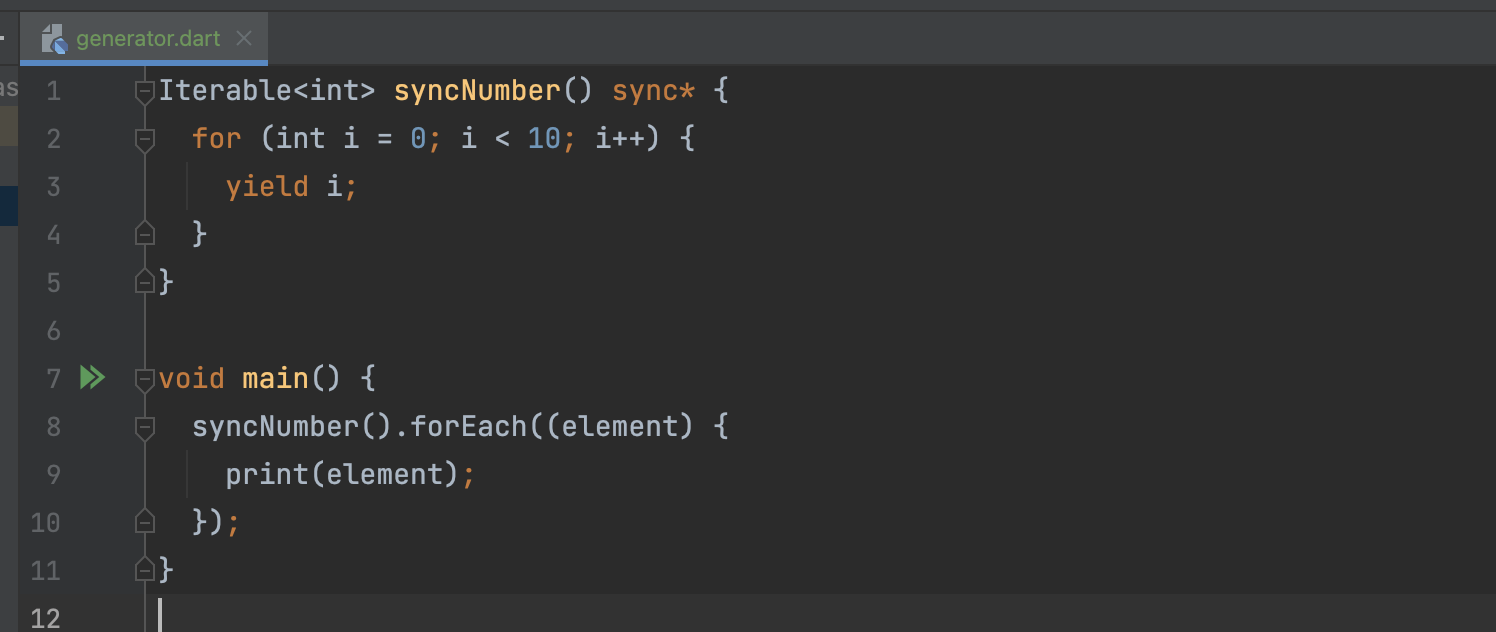 generator.dart
as
1 Iterable<int> syncNumber() sync* {
2   for (int i = 0; i < 10; i++) {
3     yield i;
4   }
5 }
6
7 void main() {
8   syncNumber().forEach((element) {
9     print(element);
10   });
11 }
12